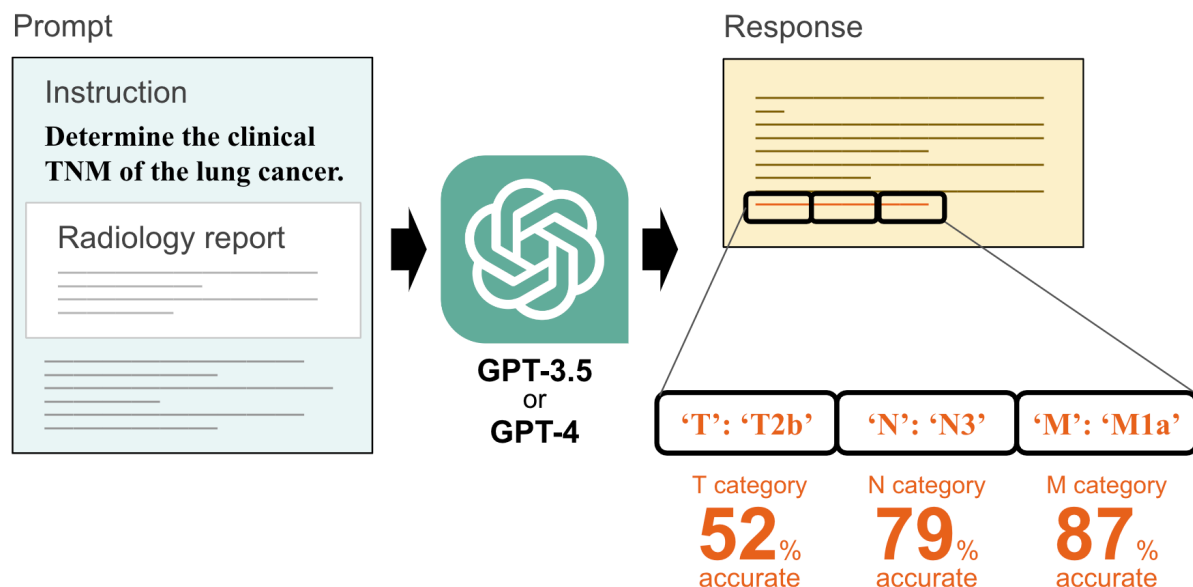 Prompt
Instruction
Determine the clinical
TNM of the lung cancer.
Radiology report
GPT-3.5
or
GPT-4
Response
‘T’: ‘T2b’
‘N’: ‘N3’
‘M’: ‘M1a’
T category
52%
accurate
N category
79%
accurate
M category
87%
accurate